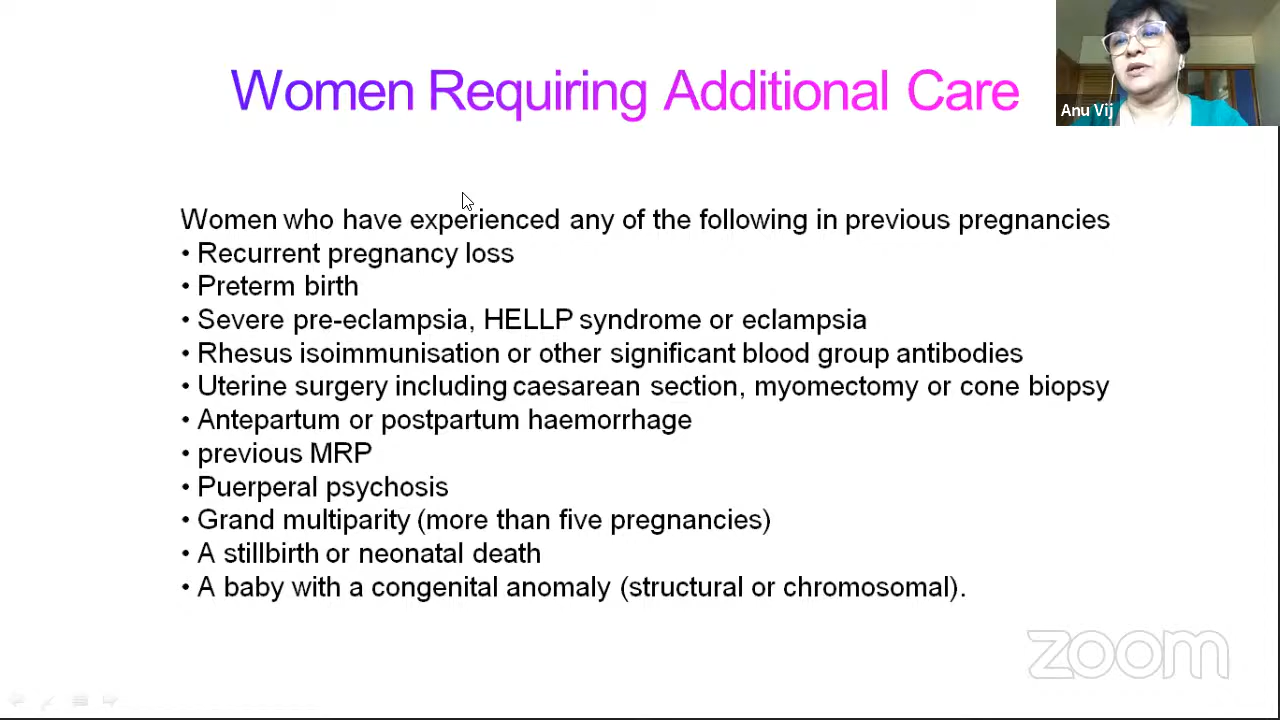 Women Requiring Additional Care
Anu Vij
Women who have experienced any of the following in previous pregnancies
• Recurrent pregnancy loss
• Preterm birth
• Severe pre-eclampsia, HELLP syndrome or eclampsia
• Rhesus isoimmunisation or other significant blood group antibodies
• Uterine surgery including caesarean section, myomectomy or cone biopsy
• Antepartum or postpartum haemorrhage
• previous MRP
• Puerperal psychosis
• Grand multiparity (more than five pregnancies)
• A stillbirth or neonatal death
• A baby with a congenital anomaly (structural or chromosomal).
zoom